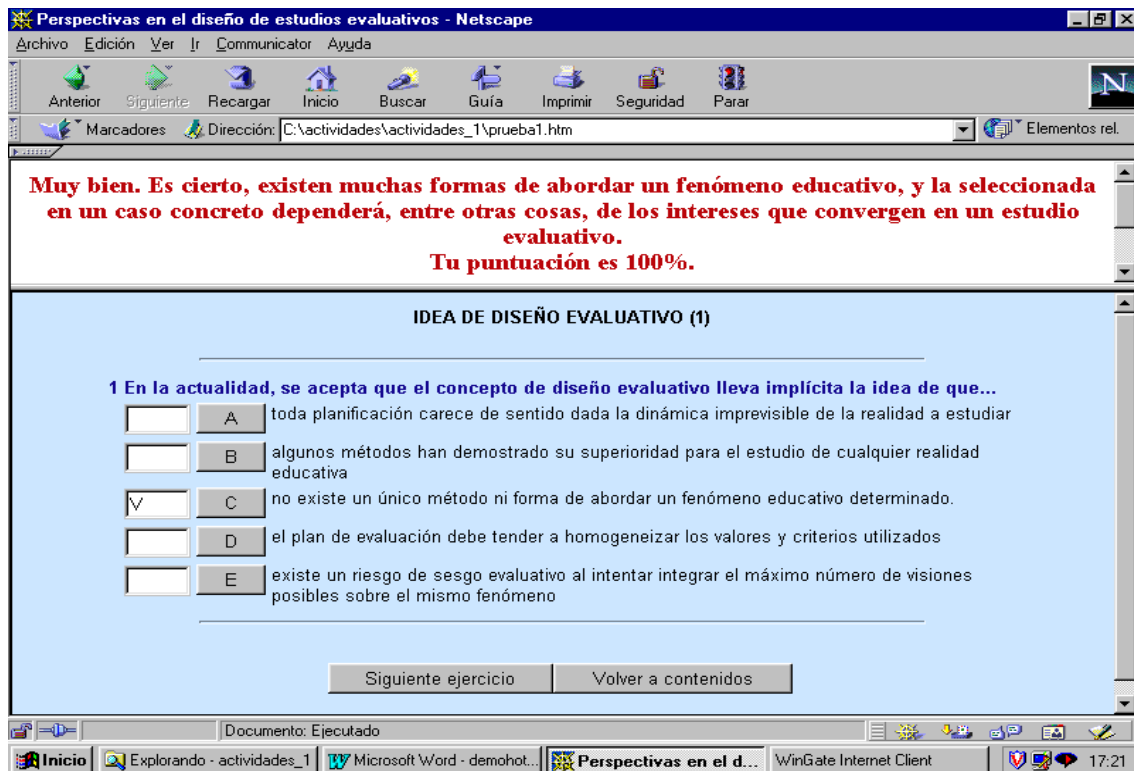 Perspectivas en el diseño de estudios evaluativos - Netscape
Archivo Edición Ver Ir Communicator Ayuda
Anterior Siguiente Recargar Inicio Buscar Guía Imprimir Seguridad Parar
N
Marcadores Dirección: C:\actividades\actividades_1\prueba1.htm Elementos rel.
Muy bien. Es cierto, existen muchas formas de abordar un fenómeno educativo, y la seleccionada
en un caso concreto dependerá, entre otras cosas, de los intereses que convergen en un estudio
evaluativo.
Tu puntuación es 100%.
IDEA DE DISEÑO EVALUATIVO (1)
1 En la actualidad, se acepta que el concepto de diseño evaluativo lleva implícita la idea de que...
A toda planificación carece de sentido dada la dinámica imprevisible de la realidad a estudiar
B algunos métodos han demostrado su superioridad para el estudio de cualquier realidad
educativa
V C no existe un único método ni forma de abordar un fenómeno educativo determinado.
D el plan de evaluación debe tender a homogeneizar los valores y criterios utilizados
E existe un riesgo de sesgo evaluativo al intentar integrar el máximo número de visiones
posibles sobre el mismo fenómeno
Siguiente ejercicio Volver a contenidos
Documento: Ejecutado
Inicio Explorando - actividades_1 Microsoft Word - demohot... Perspectivas en el d... WinGate Internet Client 17:21